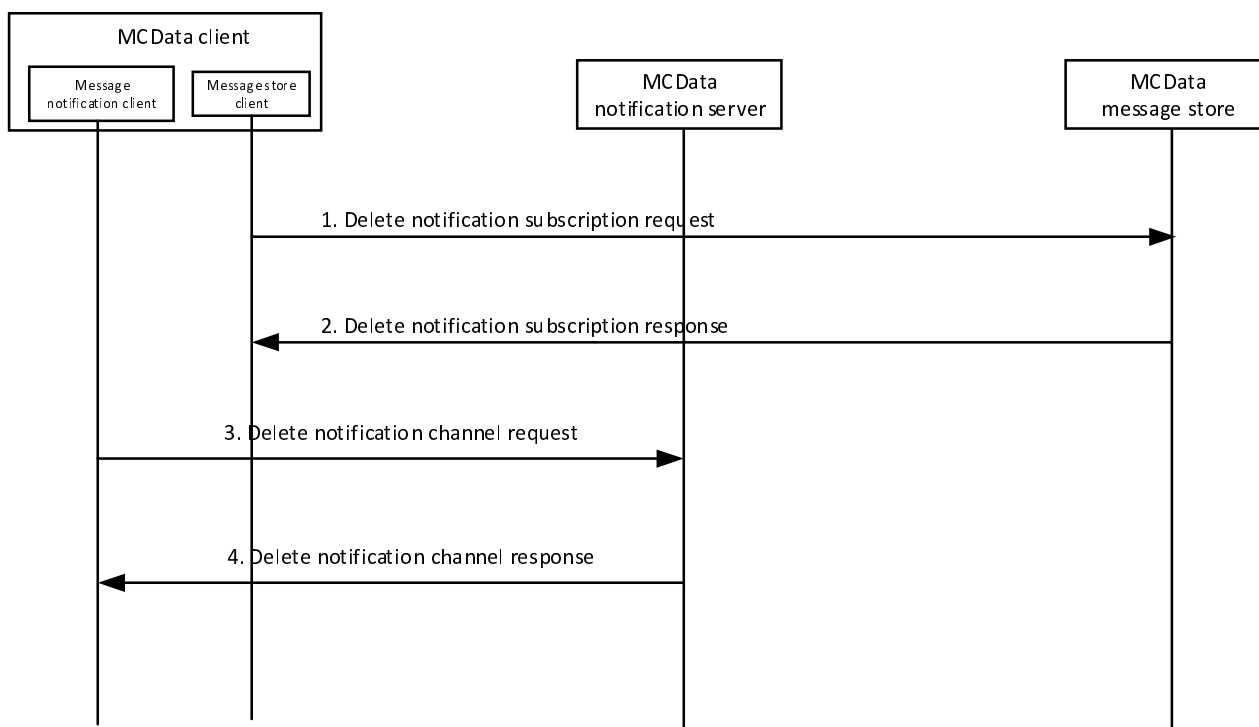 MCData client
Message
notification client
Message store
client
MCData
notification server
MCData
message store
1. Delete notification subscription request
2. Delete notification subscription response
3. Delete notification channel request
4. Delete notification channel response